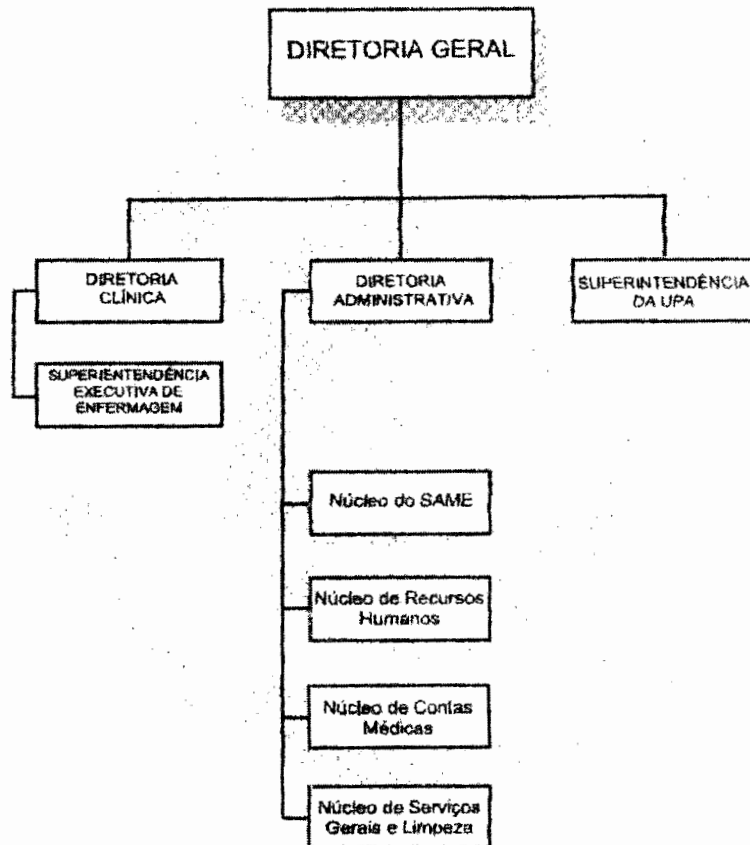 DIRETORIA GERAL
DIRETORIA
CLÍNICA
DIRETORIA
ADMINISTRATIVA
SUPERINTENDÊNCIA
DA UPA
SUPERIENTENDÊNCIA
EXECUTIVA DE
ENFERMAGEM
Núcleo do SAME
Núcleo de Recursos
Humanos
Núcleo de Contas
Médicas
Núcleo de Serviços
Gerais e Limpeza